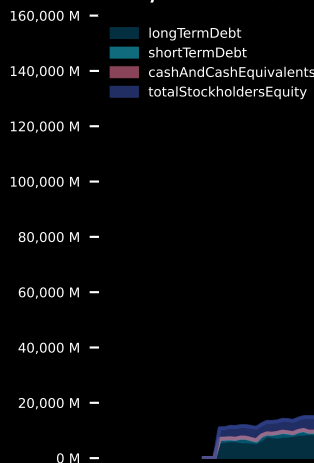 160,000 M
longTermDebt
shortTermDebt
140,000 M
cashAndCashEquivalents
totalStockholdersEquity
120,000 M
100,000 M
80,000 M
60,000 M
40,000 M
20,000 M
0 M